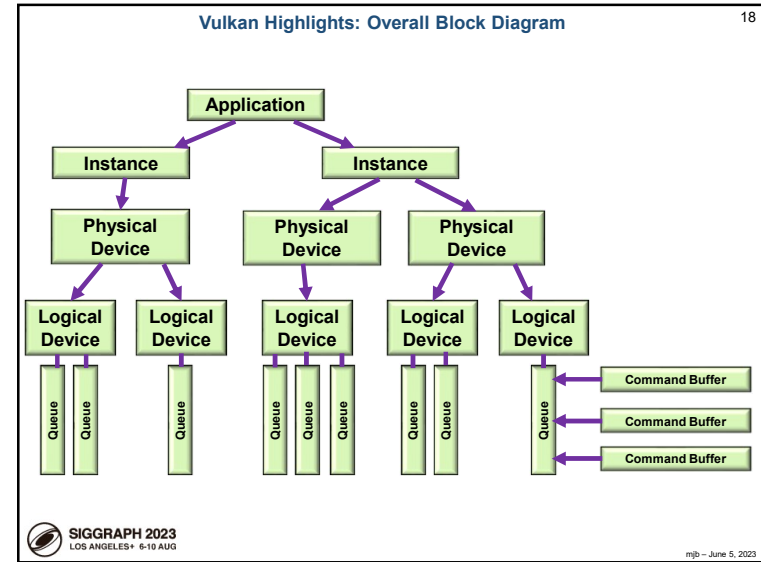 Vulkan Highlights: Overall Block Diagram
18
Application
Instance
Instance
Physical
Device
Physical
Device
Physical
Device
Logical
Device
Logical
Device
Logical
Device
Logical
Device
Logical
Device
Queue
Queue
Queue
Queue
Queue
Queue
Queue
Queue
Queue
Command Buffer
Command Buffer
Command Buffer
SIGGRAPH 2023
LOS ANGELES+ 6-10 AUG
mjb – June 5, 2023